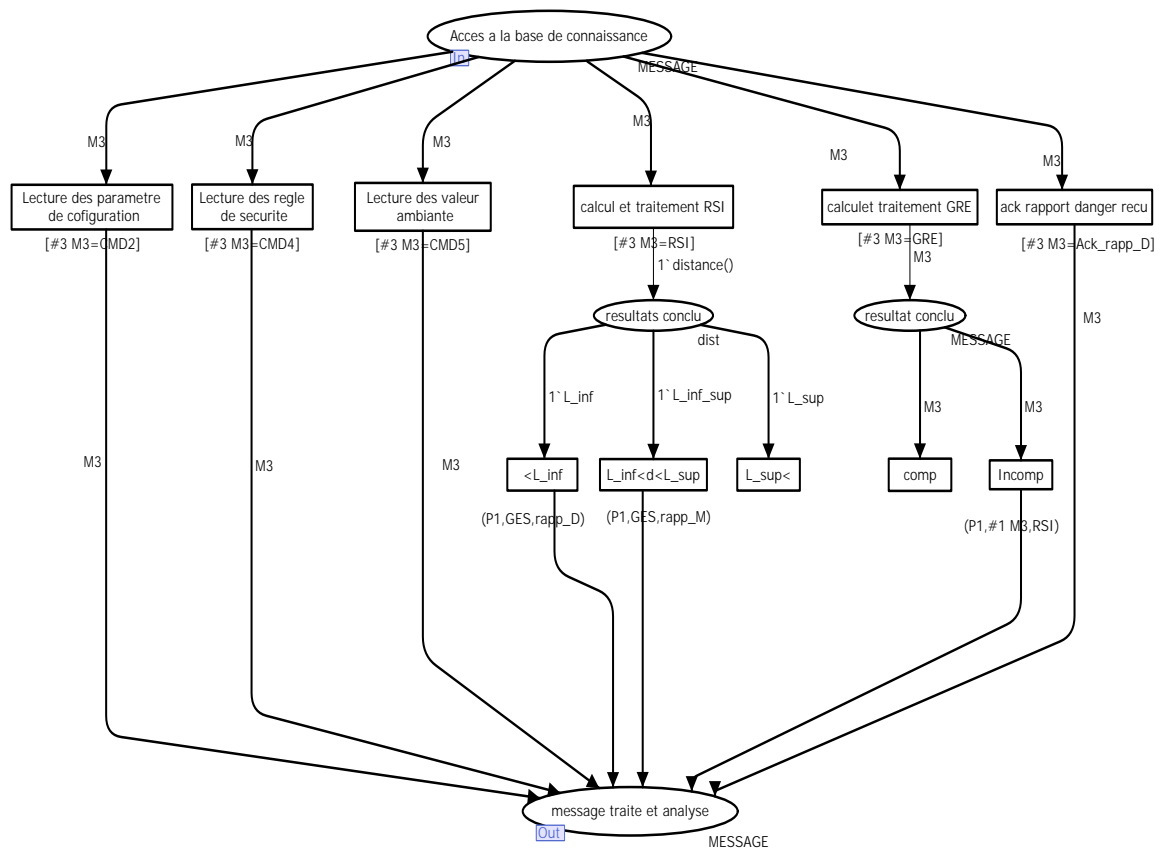 Acces a la base de connaissance
In
MESSAGE
M3
M3
M3
M3
M3
M3
Lecture des parametre
de cofiguration
Lecture des regle
de securite
Lecture des valeur
ambiante
calcul et traitement RSI
calculet traitement GRE
ack rapport danger recu
[#3 M3=CMD2]
[#3 M3=CMD4]
[#3 M3=CMD5]
[#3 M3=RSI]
[#3 M3=GRE]
[#3 M3=Ack_rapp_D]
1`distance()
M3
resultats conclu
dist
resultat conclu
MESSAGE
M3
1`L_inf
1`L_inf_sup
1`L_sup
M3
M3
M3
M3
M3
<L_inf
L_inf<d<L_sup
L_sup<
comp
Incomp
(P1,GES,rapp_D)
(P1,GES,rapp_M)
(P1,#1 M3,RSI)
message traite et analyse
Out
MESSAGE